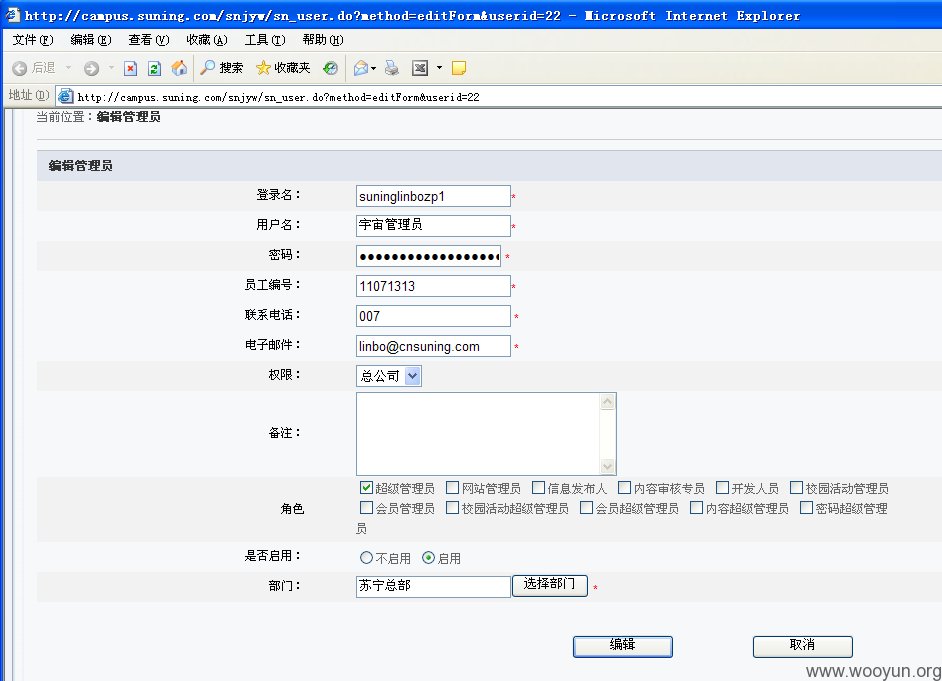 http://campus.suning.com/snjyw/sn_user.do?method=editForm&userid=22 - Microsoft Internet Explorer
文件(F) 编辑(E) 查看(V) 收藏(A) 工具(T) 帮助(H)
后退 搜索 收藏夹
地址(D) http://campus.suning.com/snjyw/sn_user.do?method=editForm&userid=22
当前位置：编辑管理员
编辑管理员
登录名： suninglinbozp1 *
用户名： 宇宙管理员 *
密码： ●●●●●●●●●●●●●●●●●● *
员工编号： 11071313 *
联系电话： 007 *
电子邮件： linbo@cnsuning.com *
权限： 总公司
备注：
超级管理员 网站管理员 信息发布人 内容审核专员 开发人员 校园活动管理员
角色 会员管理员 校园活动超级管理员 会员超级管理员 内容超级管理员 密码超级管理
员
是否启用： 不启用 启用
部门： 苏宁总部 选择部门 *
编辑 取消
www.wooyun.org